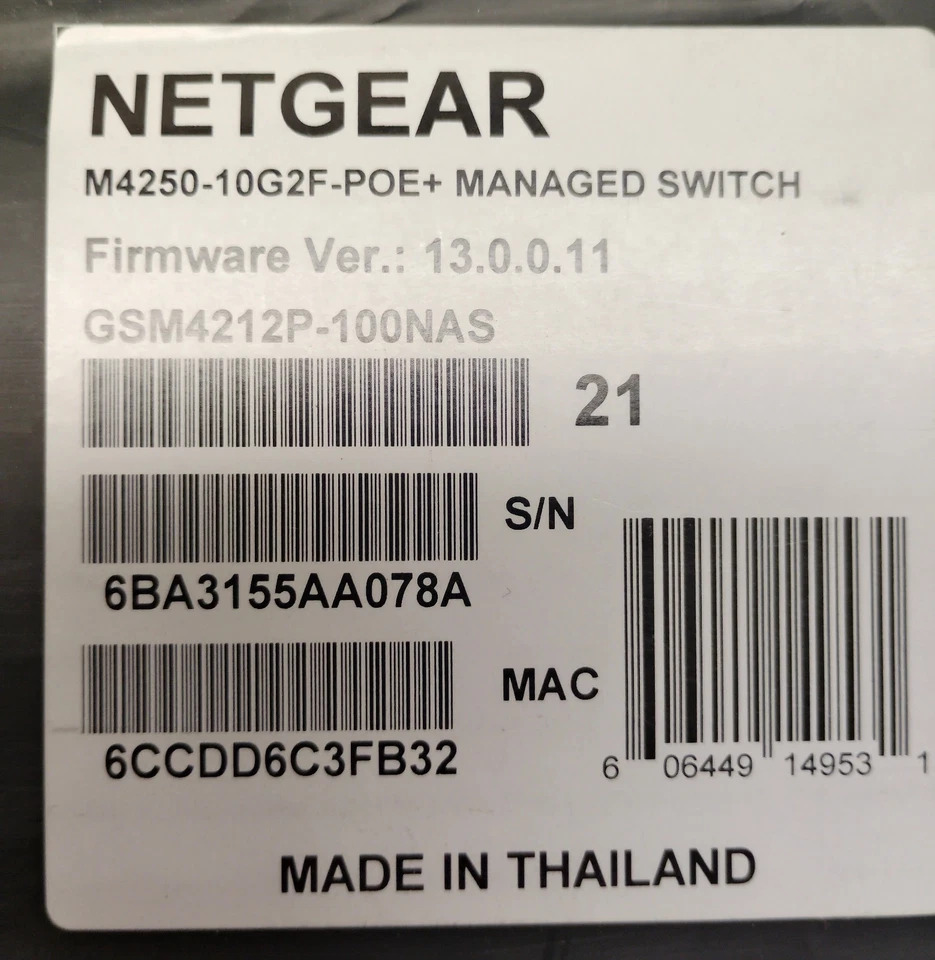 NETGEAR
M4250-10G2F-POE+ MANAGED SWITCH
Firmware Ver.: 13.0.0.11
GSM4212P-100NAS
21
S/N
6BA3155AA078A
MAC
6CCDD6C3FB32
6 06449 14953 1
MADE IN THAILAND